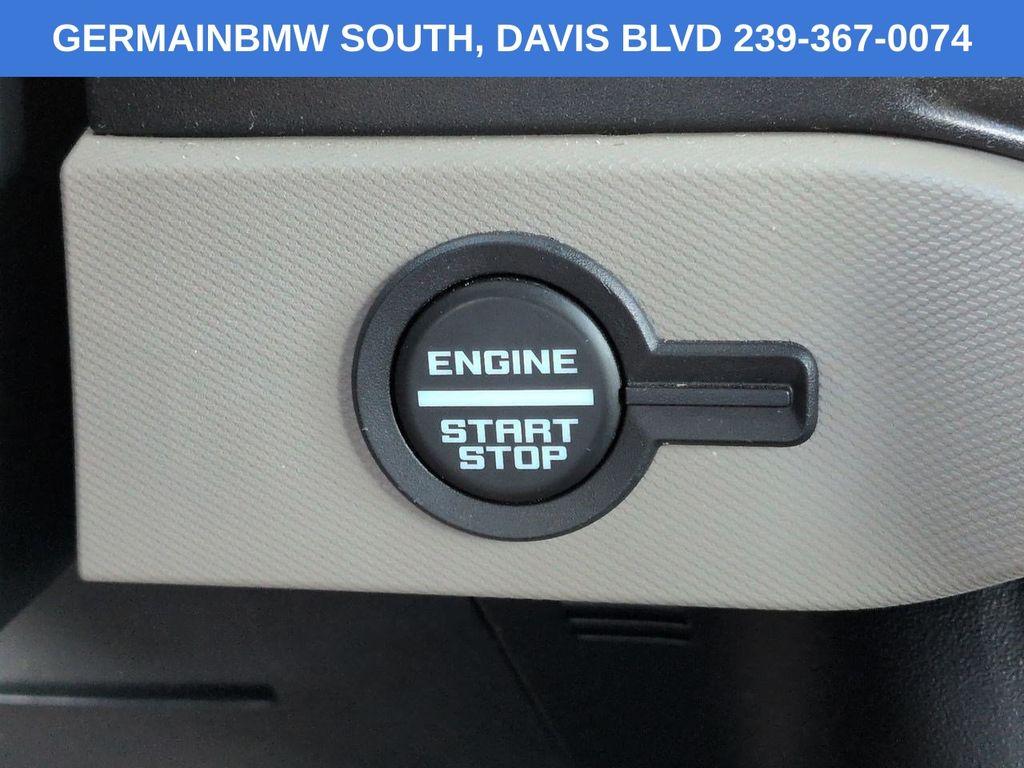 GERMAINBMW SOUTH, DAVIS BLVD 239-367-0074
ENGINE
START
STOP